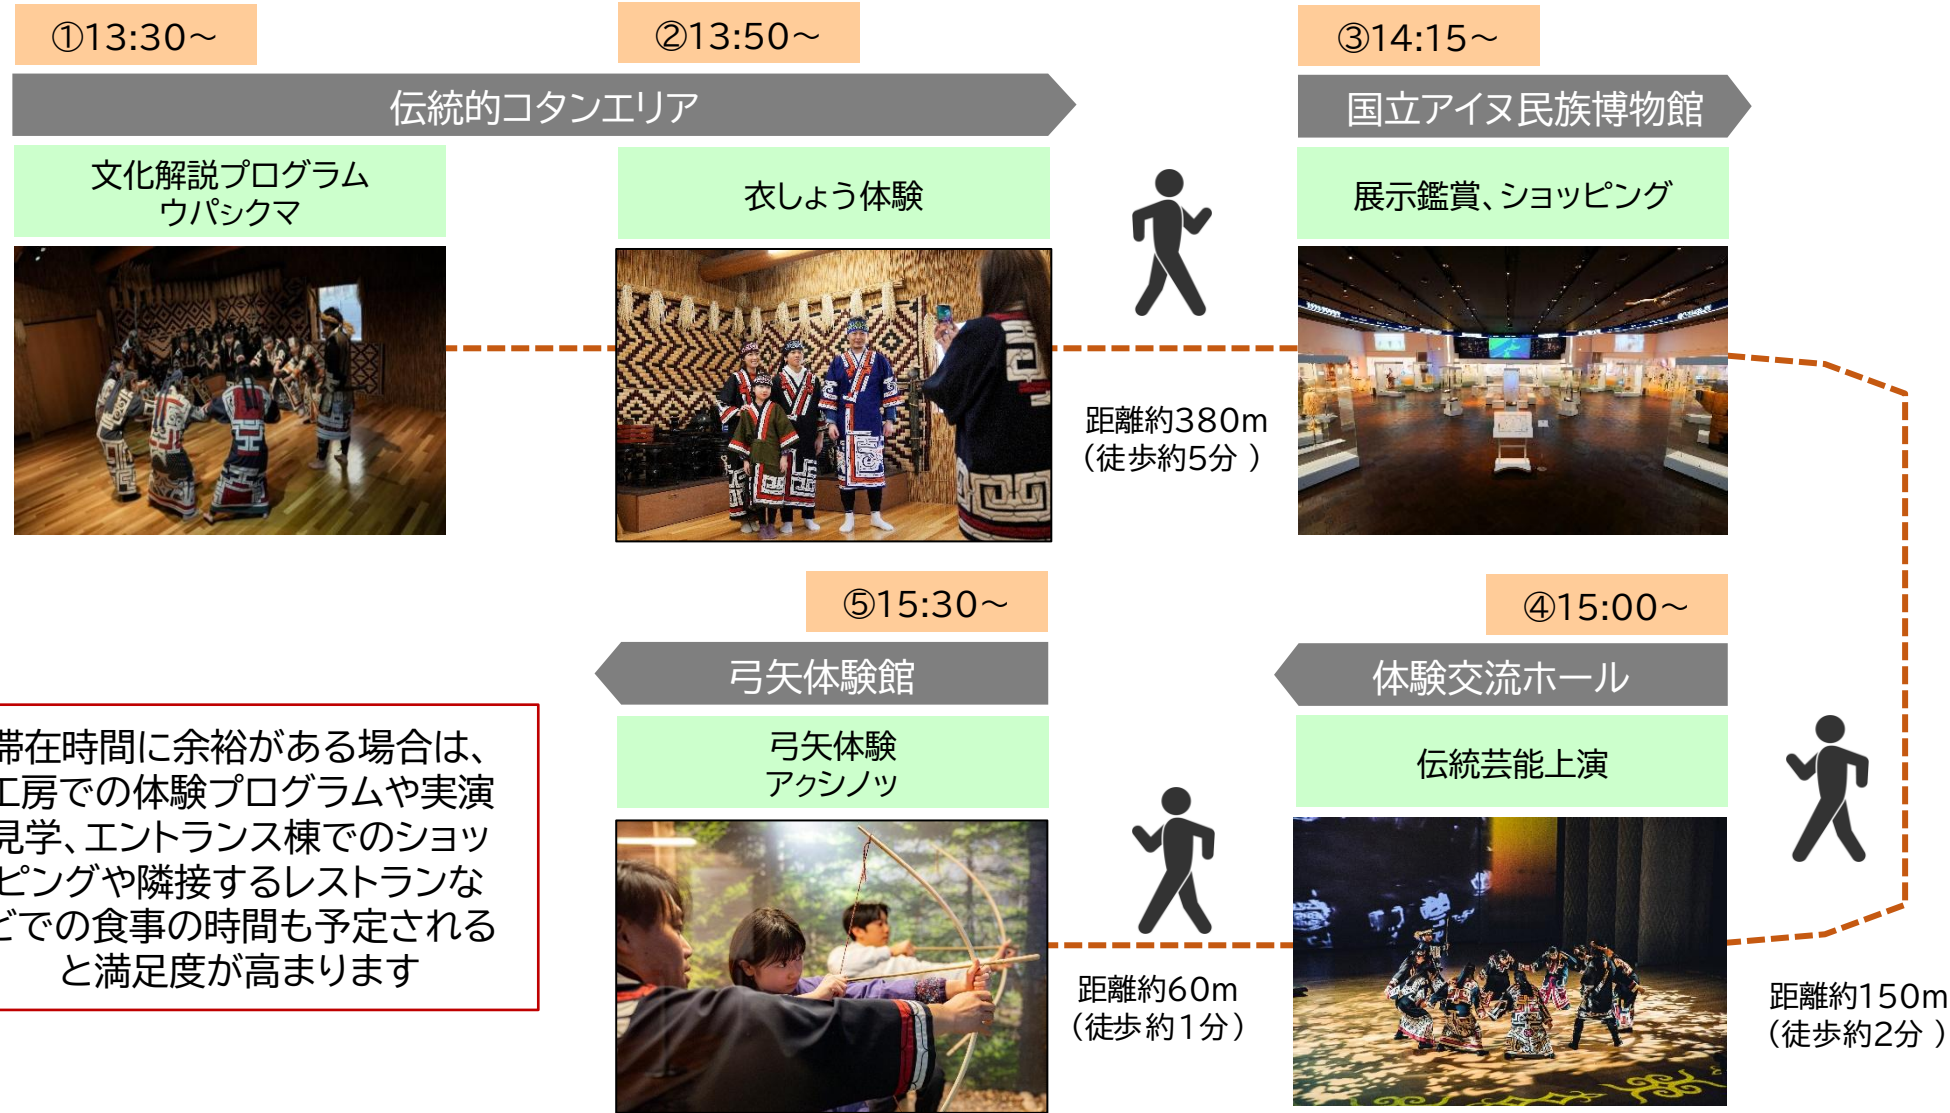 ①13:30～
②13:50～
③14:15～
伝統的コタンエリア
国立アイヌ民族博物館
文化解説プログラム
ウパシクマ
衣しょう体験
展示鑑賞、ショッピング
距離約380m
（徒歩約5分 ）
⑤15:30～
④15:00～
弓矢体験館
体験交流ホール
弓矢体験
アクシノッ
伝統芸能上演
滞在時間に余裕がある場合は、
工房での体験プログラムや実演
見学、エントランス棟でのショッ
ピングや隣接するレストランな
どでの食事の時間も予定される
と満足度が高まります
距離約60m
（徒歩約1分）
距離約150m
（徒歩約2分 ）